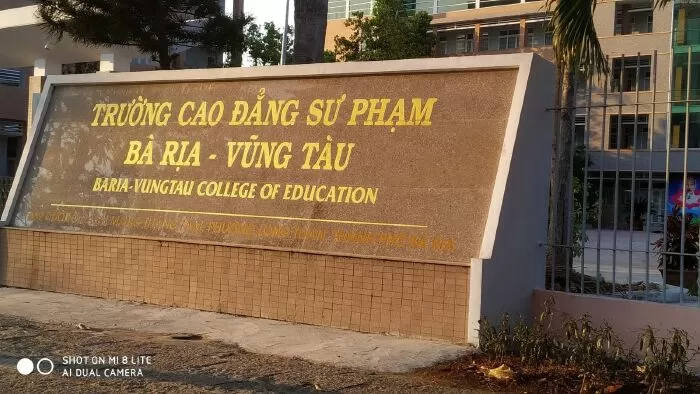 TRƯỜNG CAO ĐẲNG SƯ PHẠM
BÀ RỊA - VŨNG TÀU
BARIA-VUNGTAU COLLEGE OF EDUCATION
SHOT ON MI 8 LITE
AI DUAL CAMERA